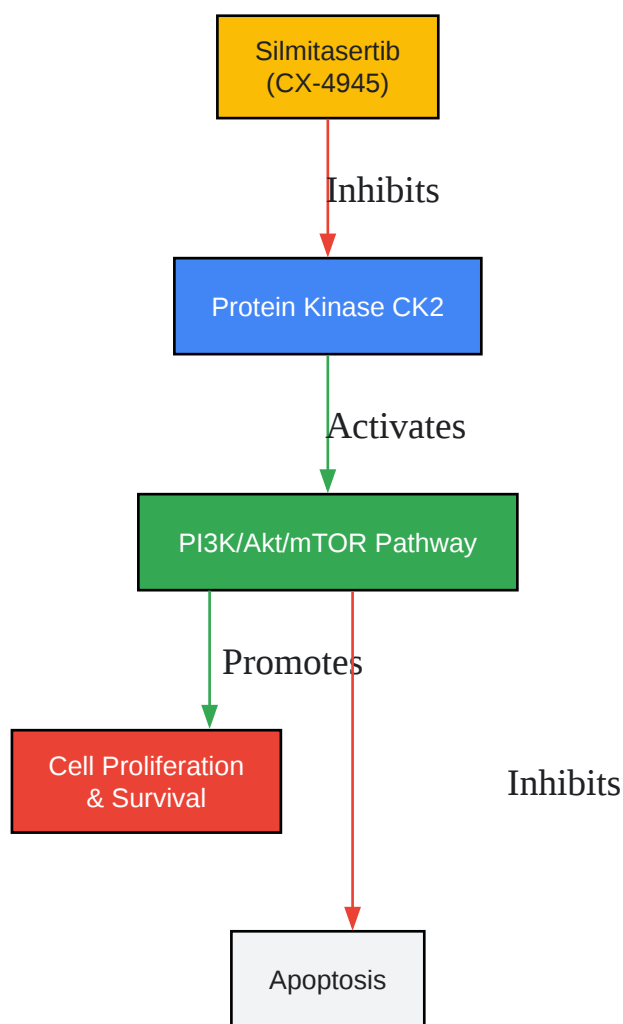 Silmitasertib
(CX-4945)
Inhibits
Protein Kinase CK2
Activates
PI3K/Akt/mTOR Pathway
Promotes
Cell Proliferation
& Survival
Inhibits
Apoptosis